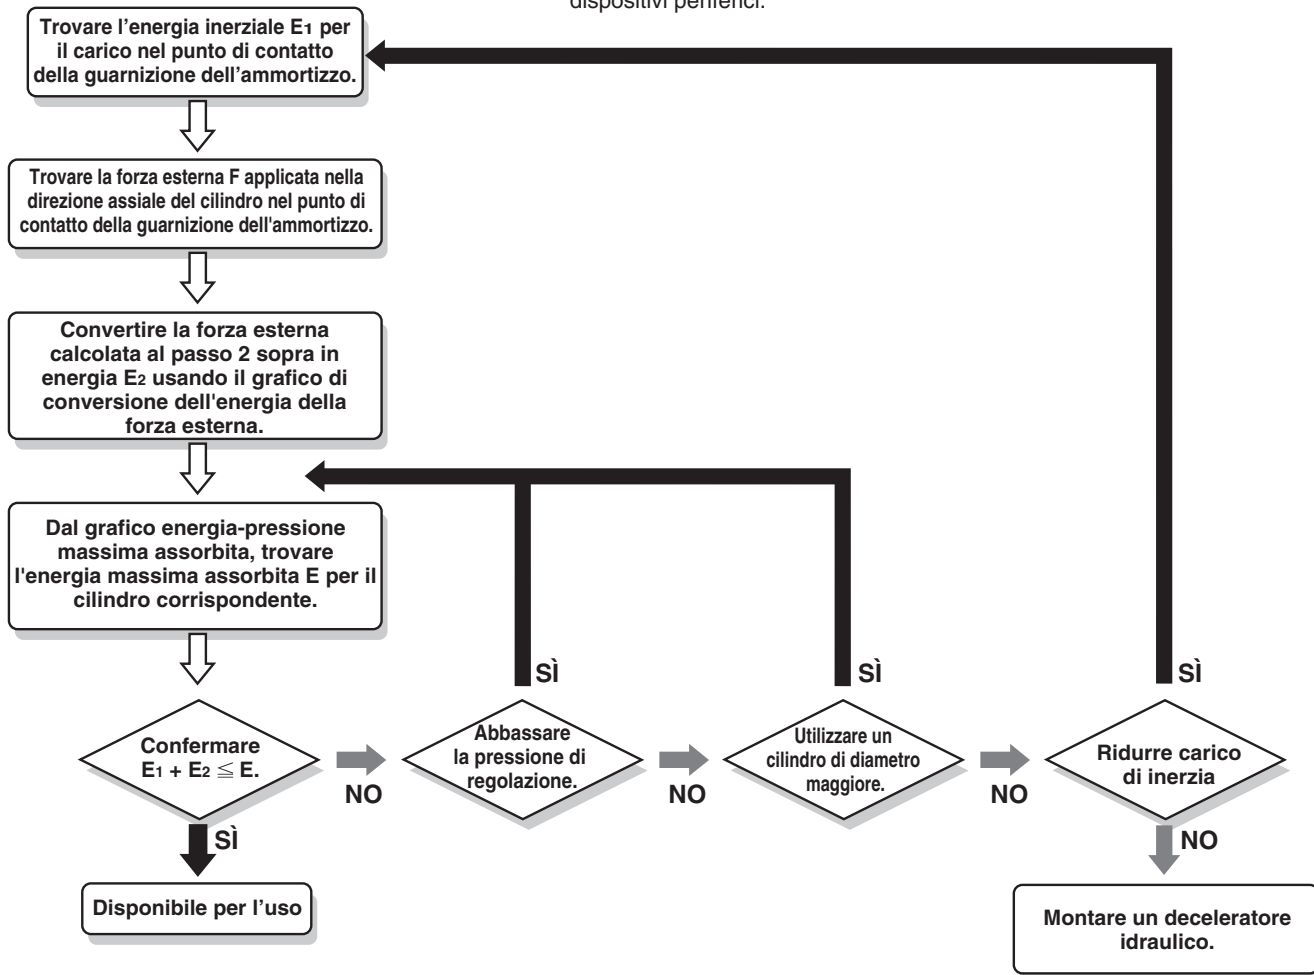 dispositivi periferici.
Trovare l’energia inerziale E1 per
il carico nel punto di contatto
della guarnizione dell’ammortizzo.
Trovare la forza esterna F applicata nella
direzione assiale del cilindro nel punto di
contatto della guarnizione dell'ammortizzo.
Convertire la forza esterna
calcolata al passo 2 sopra in
energia E2 usando il grafico di
conversione dell'energia della
forza esterna.
Dal grafico energia-pressione
massima assorbita, trovare
l'energia massima assorbita E per il
cilindro corrispondente.
SÌ
SÌ
SÌ
Confermare
E1 + E2 ≦ E.
NO
Abbassare
la pressione di
regolazione.
NO
Utilizzare un
cilindro di diametro
maggiore.
NO
Ridurre carico
di inerzia
SÌ
NO
Disponibile per l’uso
Montare un deceleratore
idraulico.